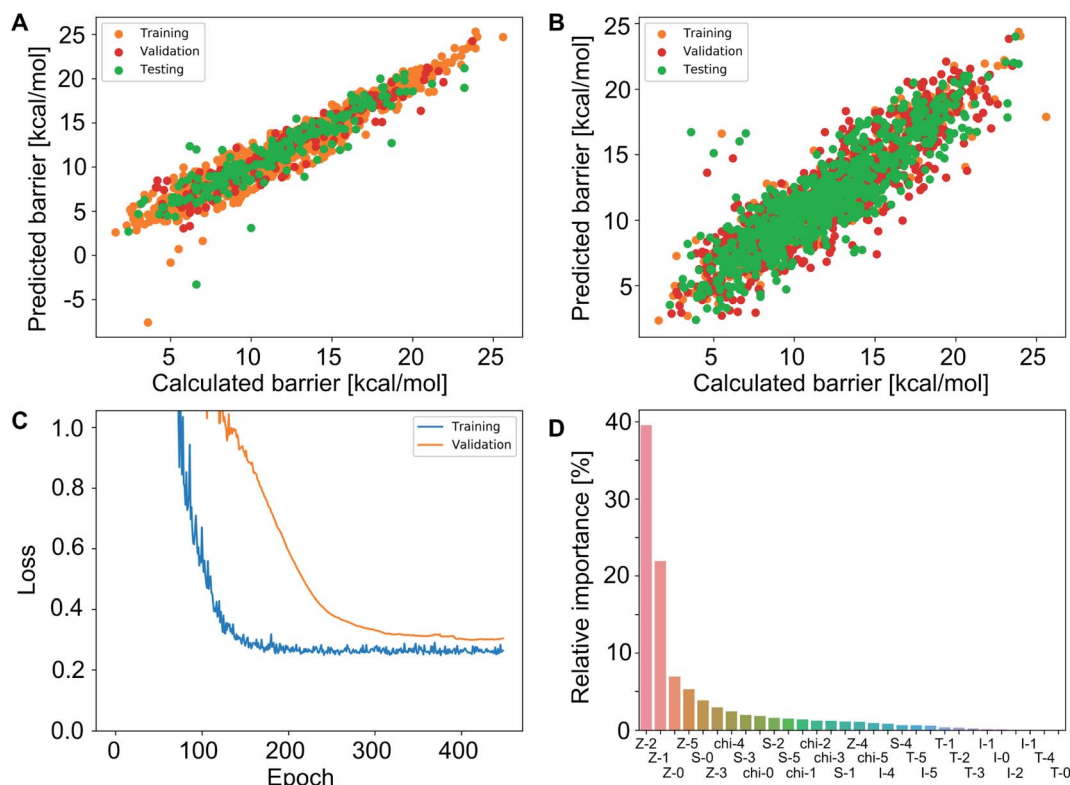 A
Training
Validation
Testing
25
20
15
10
5
0
-5
Predicted barrier [kcal/mol]
5 10 15 20 25
Calculated barrier [kcal/mol]
B
Training
Validation
Testing
25
20
15
10
5
Predicted barrier [kcal/mol]
5 10 15 20 25
Calculated barrier [kcal/mol]
C
Training
Validation
1.0
0.8
0.6
0.4
0.2
0.0
Loss
0 100 200 300 400
Epoch
D
40
30
20
10
0
Relative importance [%]
Z-2 Z-5 chi-4 S-2 chi-2 Z-4 S-4 T-1 I-1 I-1
Z-1 S-0 S-3 S-5 chi-3 chi-5 T-5 T-2 I-0 T-4
Z-0 Z-3 chi-0 chi-1 S-1 I-4 I-5 T-3 I-2 T-0